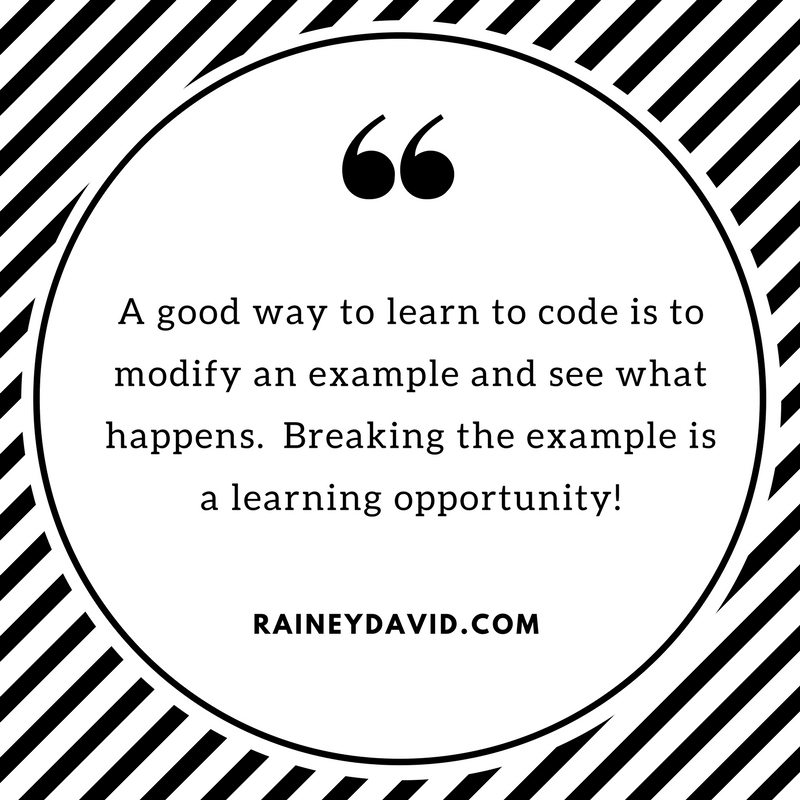 “
A good way to learn to code is to
modify an example and see what
happens.  Breaking the example is
a learning opportunity!
RAINEYDAVID.COM